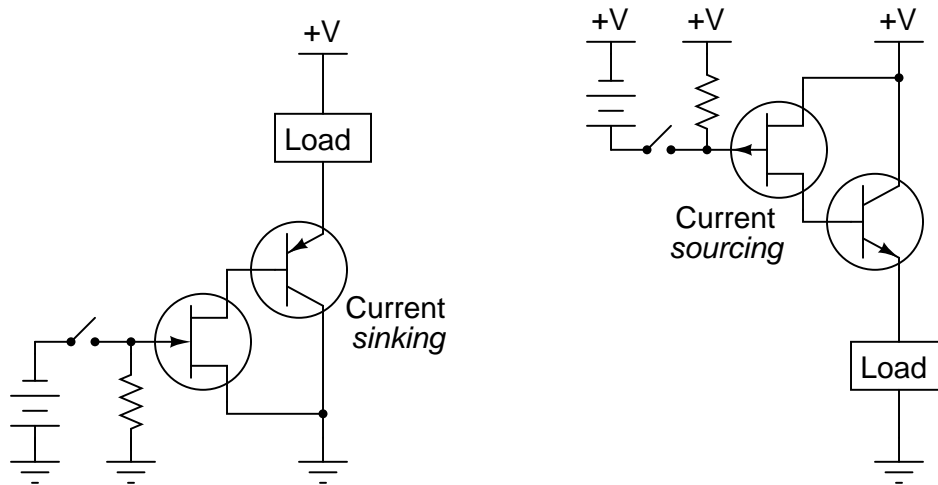 +V
Load
Current
sinking
+V
+V
+V
Current
sourcing
Load